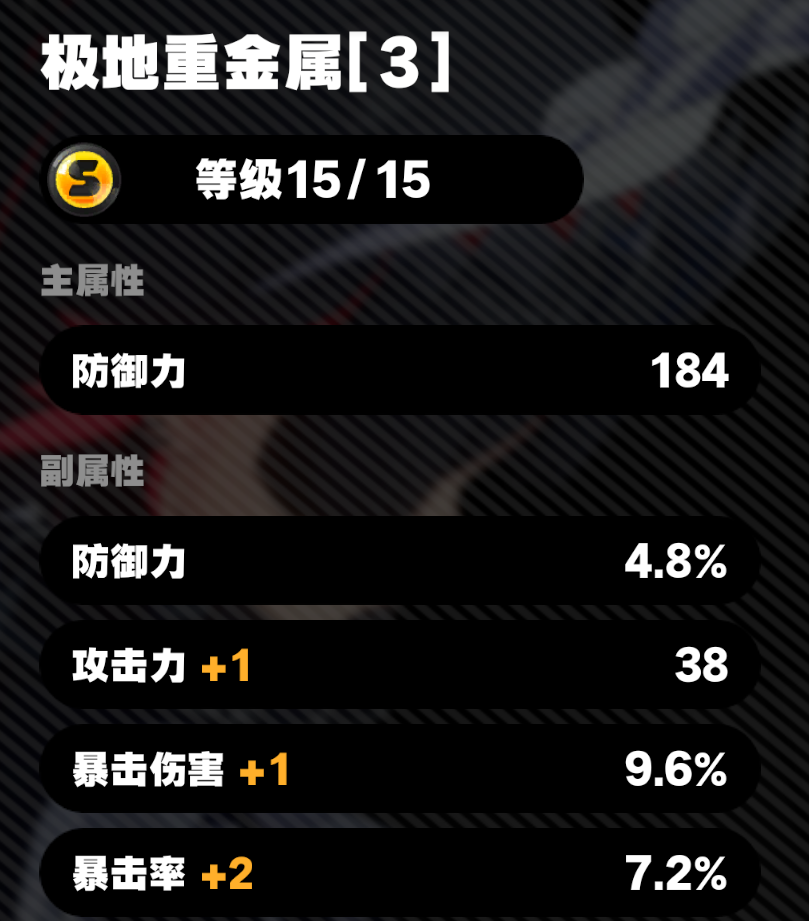 极地重金属[3]
S 等级15/15
主属性
防御力 184
副属性
防御力 4.8%
攻击力 +1 38
暴击伤害 +1 9.6%
暴击率 +2 7.2%